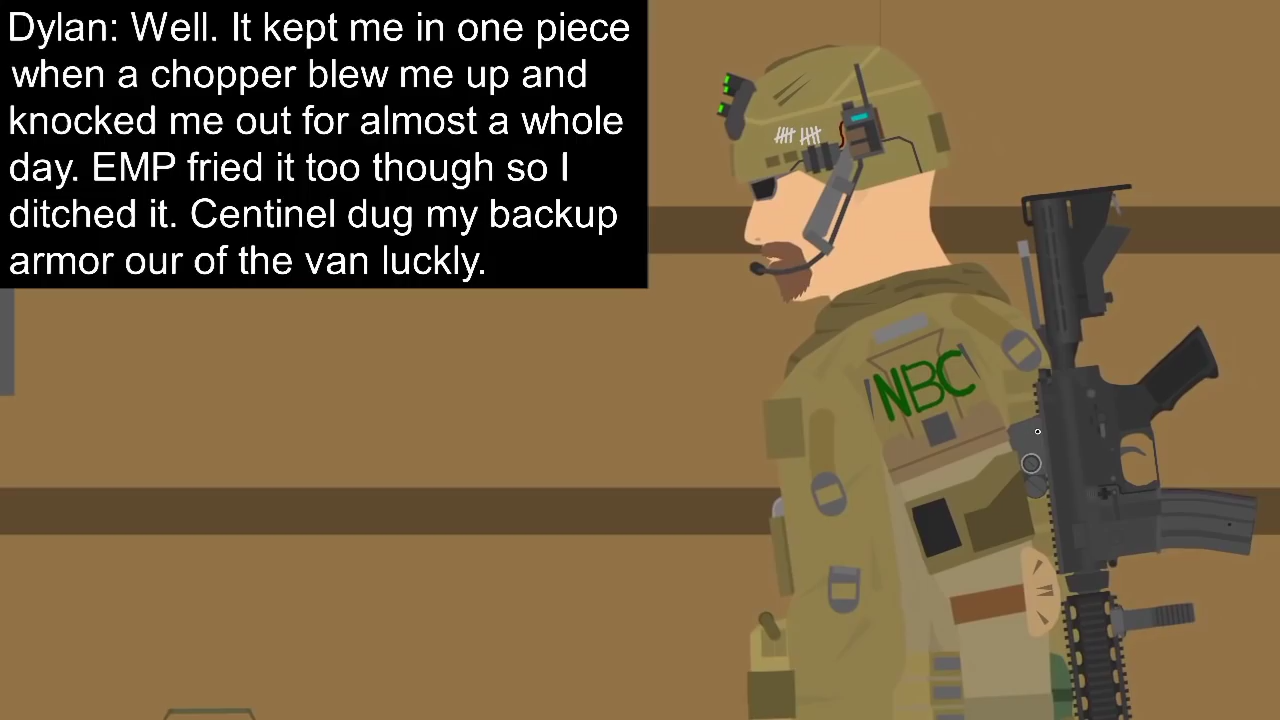 Dylan: Well. It kept me in one piece
when a chopper blew me up and
knocked me out for almost a whole
day. EMP fried it too though so I
ditched it. Centinel dug my backup
armor our of the van luckly.
NBC